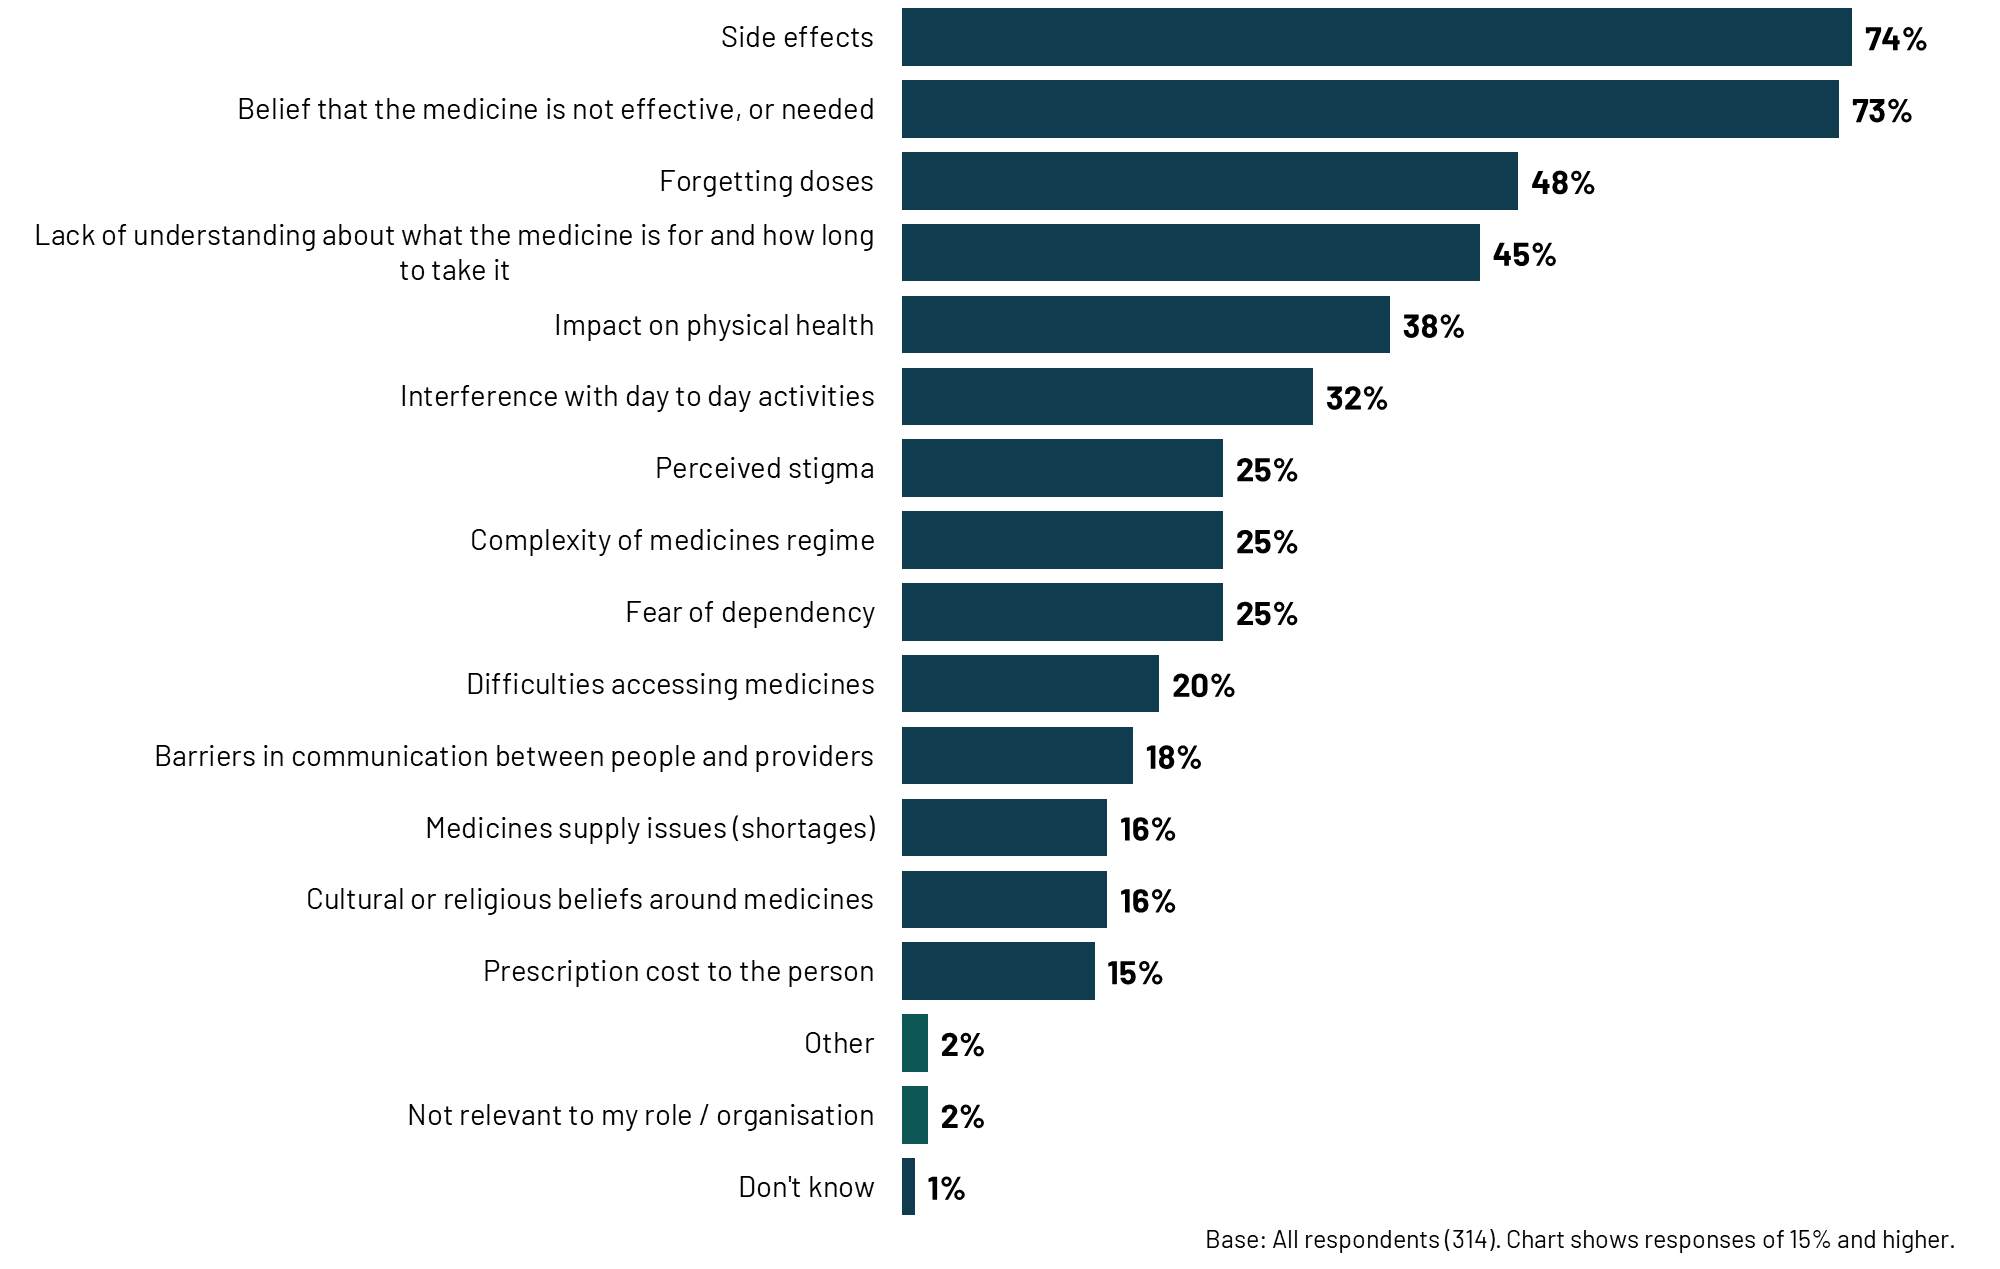 Side effects 74%
Belief that the medicine is not effective, or needed 73%
Forgetting doses 48%
Lack of understanding about what the medicine is for and how long
to take it 45%
Impact on physical health 38%
Interference with day to day activities 32%
Perceived stigma 25%
Complexity of medicines regime 25%
Fear of dependency 25%
Difficulties accessing medicines 20%
Barriers in communication between people and providers 18%
Medicines supply issues (shortages) 16%
Cultural or religious beliefs around medicines 16%
Prescription cost to the person 15%
Other 2%
Not relevant to my role / organisation 2%
Don't know 1%
Base: All respondents (314). Chart shows responses of 15% and higher.